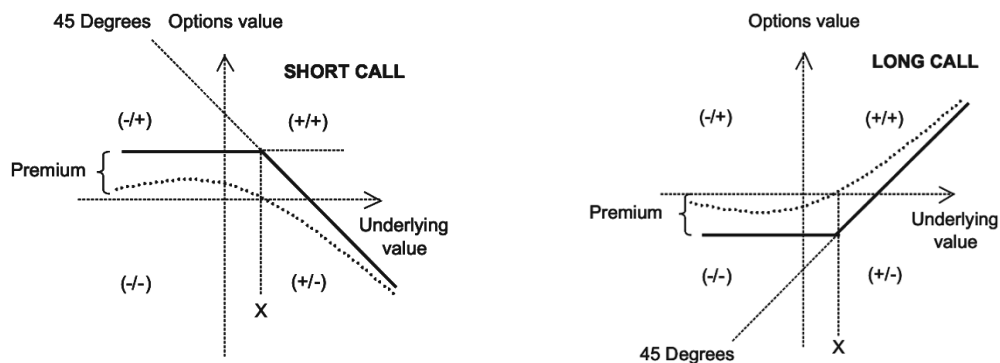 45 Degrees
Options value
SHORT CALL
(-/+)
(+/+)
Premium
Underlying
value
(-/-)
(+/-)
X
Options value
LONG CALL
(-/+)
(+/+)
Premium
Underlying
value
(-/-)
(+/-)
45 Degrees
X